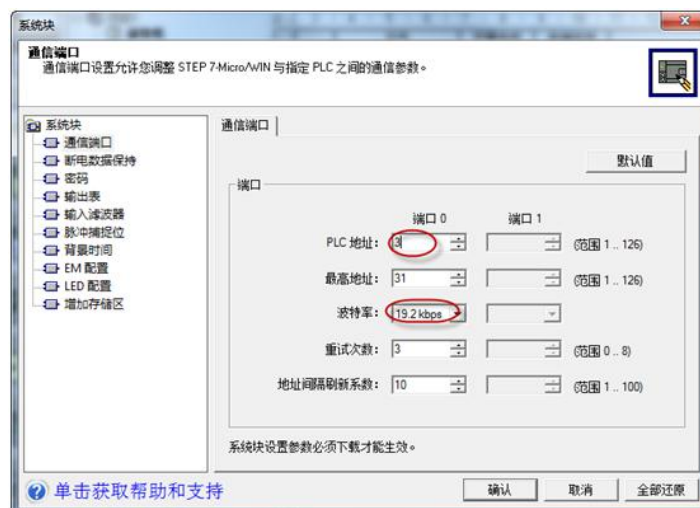 系统块
通信端口
通信端口设置允许您调整 STEP 7-Micro/WIN 与指定 PLC 之间的通信参数。
系统块
通信端口
断电数据保持
密码
输出表
输入滤波器
脉冲捕捉位
背景时间
EM 配置
LED 配置
增加存储区
通信端口
默认值
端口
端口 0 端口 1
PLC 地址: 3 (范围 1 .. 126)
最高地址: 31 (范围 1 .. 126)
波特率: 19.2 kbps
重试次数: 3 (范围 0 .. 8)
地址间隔刷新系数: 10 (范围 1 .. 100)
系统块设置参数必须下载才能生效。
单击获取帮助和支持
确认 取消 全部还原